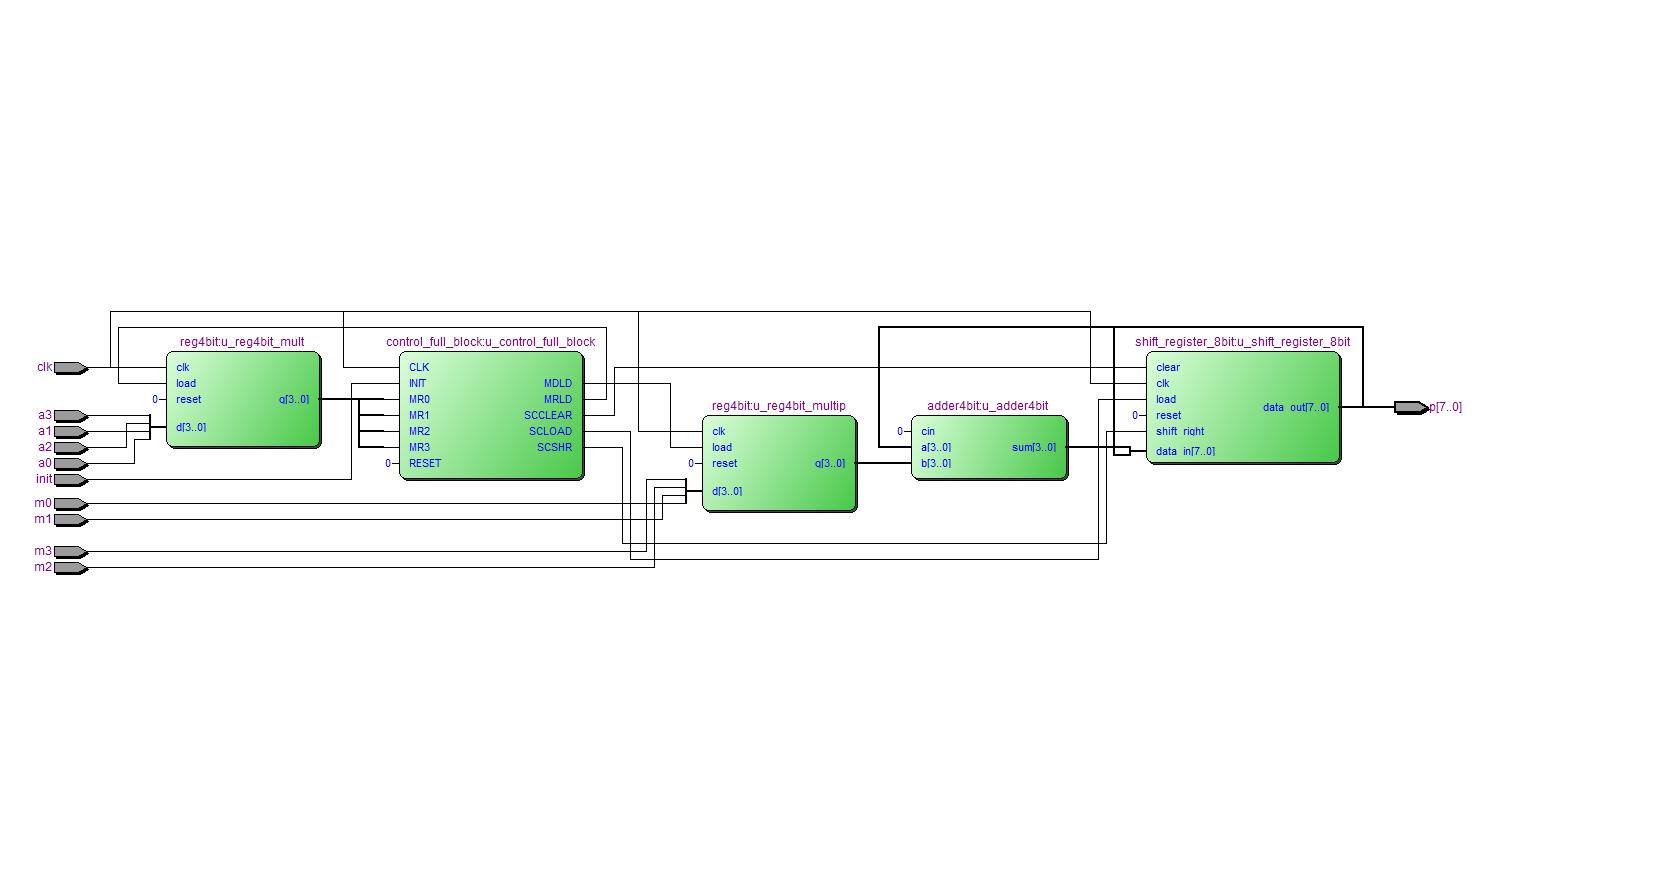 reg4bit:u_reg4bit_mult
clk
load
0 reset
q[3..0]
d[3..0]
control_full_block:u_control_full_block
CLK
INIT
MR0
MR1
MR2
MR3
0 RESET
MDLD
MRLD
SCCLEAR
SCLOAD
SCSHR
reg4bit:u_reg4bit_multip
clk
load
0 reset
q[3..0]
d[3..0]
adder4bit:u_adder4bit
0 cin
a[3..0]
b[3..0]
sum[3..0]
shift_register_8bit:u_shift_register_8bit
clear
clk
load
0 reset
shift_right
data_in[7..0]
data_out[7..0]
clk
a3
a1
a2
a0
init
m0
m1
m3
m2
p[7..0]